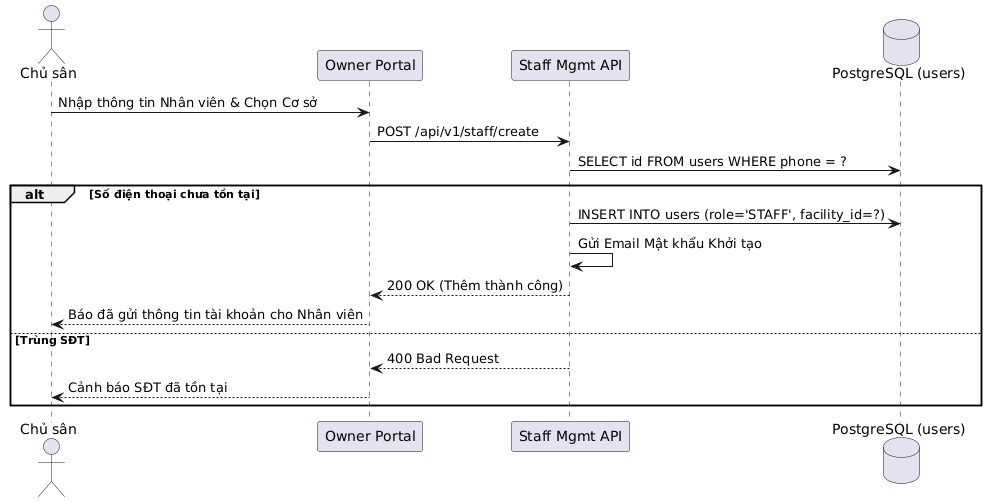 Chủ sân
Owner Portal
Staff Mgmt API
PostgreSQL (users)
Nhập thông tin Nhân viên & Chọn Cơ sở
POST /api/v1/staff/create
SELECT id FROM users WHERE phone = ?
alt [Số điện thoại chưa tồn tại]
INSERT INTO users (role='STAFF', facility_id=?)
Gửi Email Mật khẩu Khởi tạo
200 OK (Thêm thành công)
Báo đã gửi thông tin tài khoản cho Nhân viên
[Trùng SĐT]
400 Bad Request
Cảnh báo SĐT đã tồn tại
Chủ sân
Owner Portal
Staff Mgmt API
PostgreSQL (users)